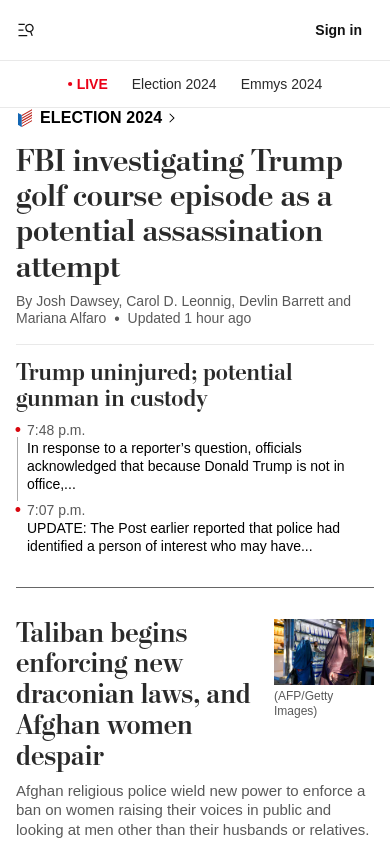 Sign in
• LIVE Election 2024 Emmys 2024
ELECTION 2024
FBI investigating Trump
golf course episode as a
potential assassination
attempt
By Josh Dawsey, Carol D. Leonnig, Devlin Barrett and
Mariana Alfaro • Updated 1 hour ago
Trump uninjured; potential
gunman in custody
7:48 p.m.
In response to a reporter’s question, officials
acknowledged that because Donald Trump is not in
office,...
7:07 p.m.
UPDATE: The Post earlier reported that police had
identified a person of interest who may have...
Taliban begins
enforcing new
draconian laws, and
Afghan women
despair
(AFP/Getty
Images)
Afghan religious police wield new power to enforce a
ban on women raising their voices in public and
looking at men other than their husbands or relatives.